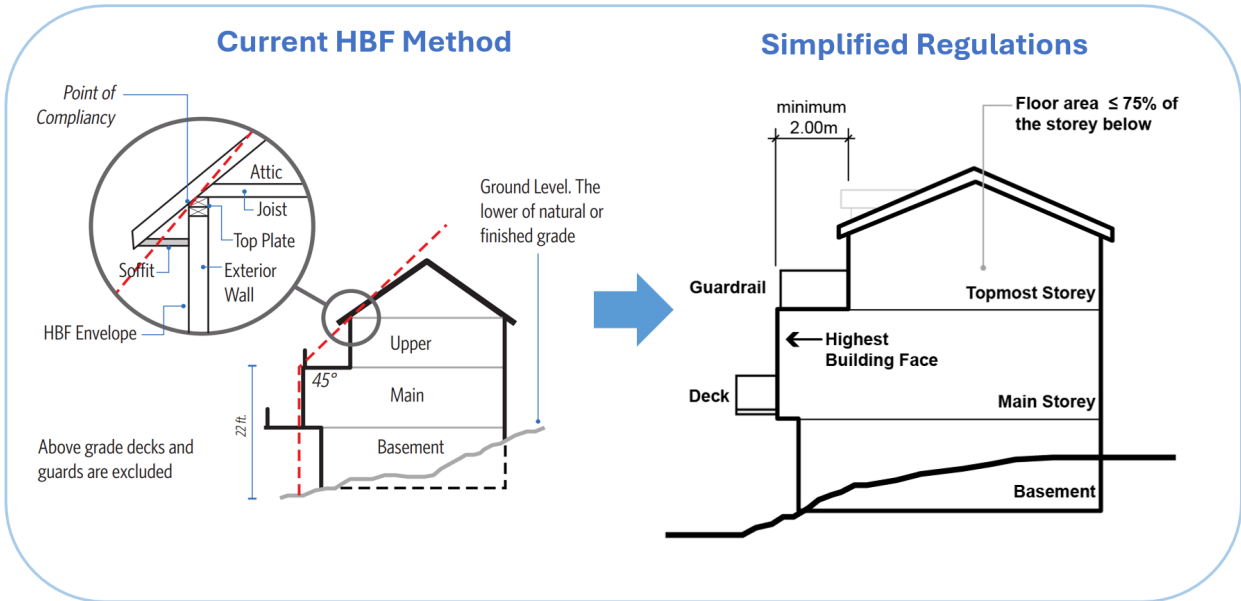 Current HBF Method
Point of
Compliancy
Attic
Joist
Top Plate
Soffit
Exterior
Wall
HBF Envelope
Ground Level. The
lower of natural or
finished grade
Upper
45°
Main
22 ft.
Basement
Above grade decks and
guards are excluded
Simplified Regulations
minimum
2.00m
Floor area ≤ 75% of
the storey below
Guardrail
Topmost Storey
Highest
Building Face
Deck
Main Storey
Basement